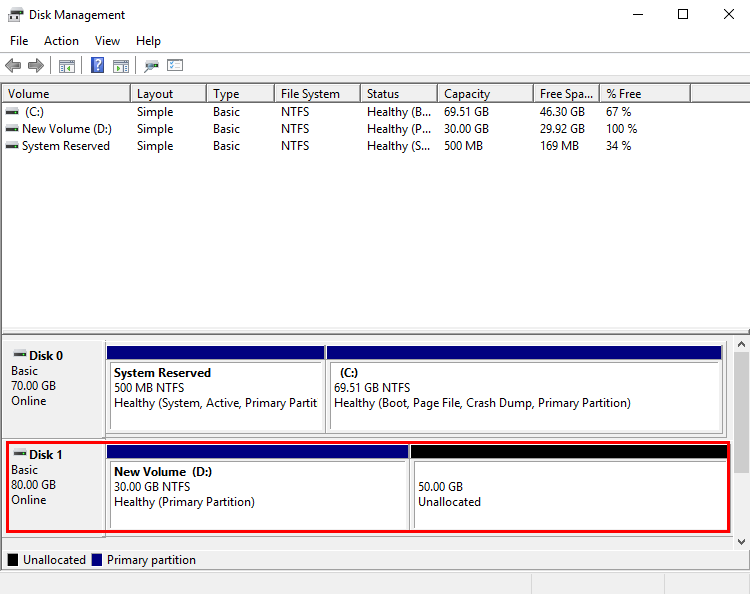 Disk Management
File Action View Help
Volume Layout Type File System Status Capacity Free Spa... % Free
(C:) Simple Basic NTFS Healthy (B... 69.51 GB 46.30 GB 67 %
New Volume (D:) Simple Basic NTFS Healthy (P... 30.00 GB 29.92 GB 100 %
System Reserved Simple Basic NTFS Healthy (S... 500 MB 169 MB 34 %
Disk 0
Basic
70.00 GB
Online
System Reserved
500 MB NTFS
Healthy (System, Active, Primary Partit
(C:)
69.51 GB NTFS
Healthy (Boot, Page File, Crash Dump, Primary Partition)
Disk 1
Basic
80.00 GB
Online
New Volume (D:)
30.00 GB NTFS
Healthy (Primary Partition)
50.00 GB
Unallocated
Unallocated Primary partition